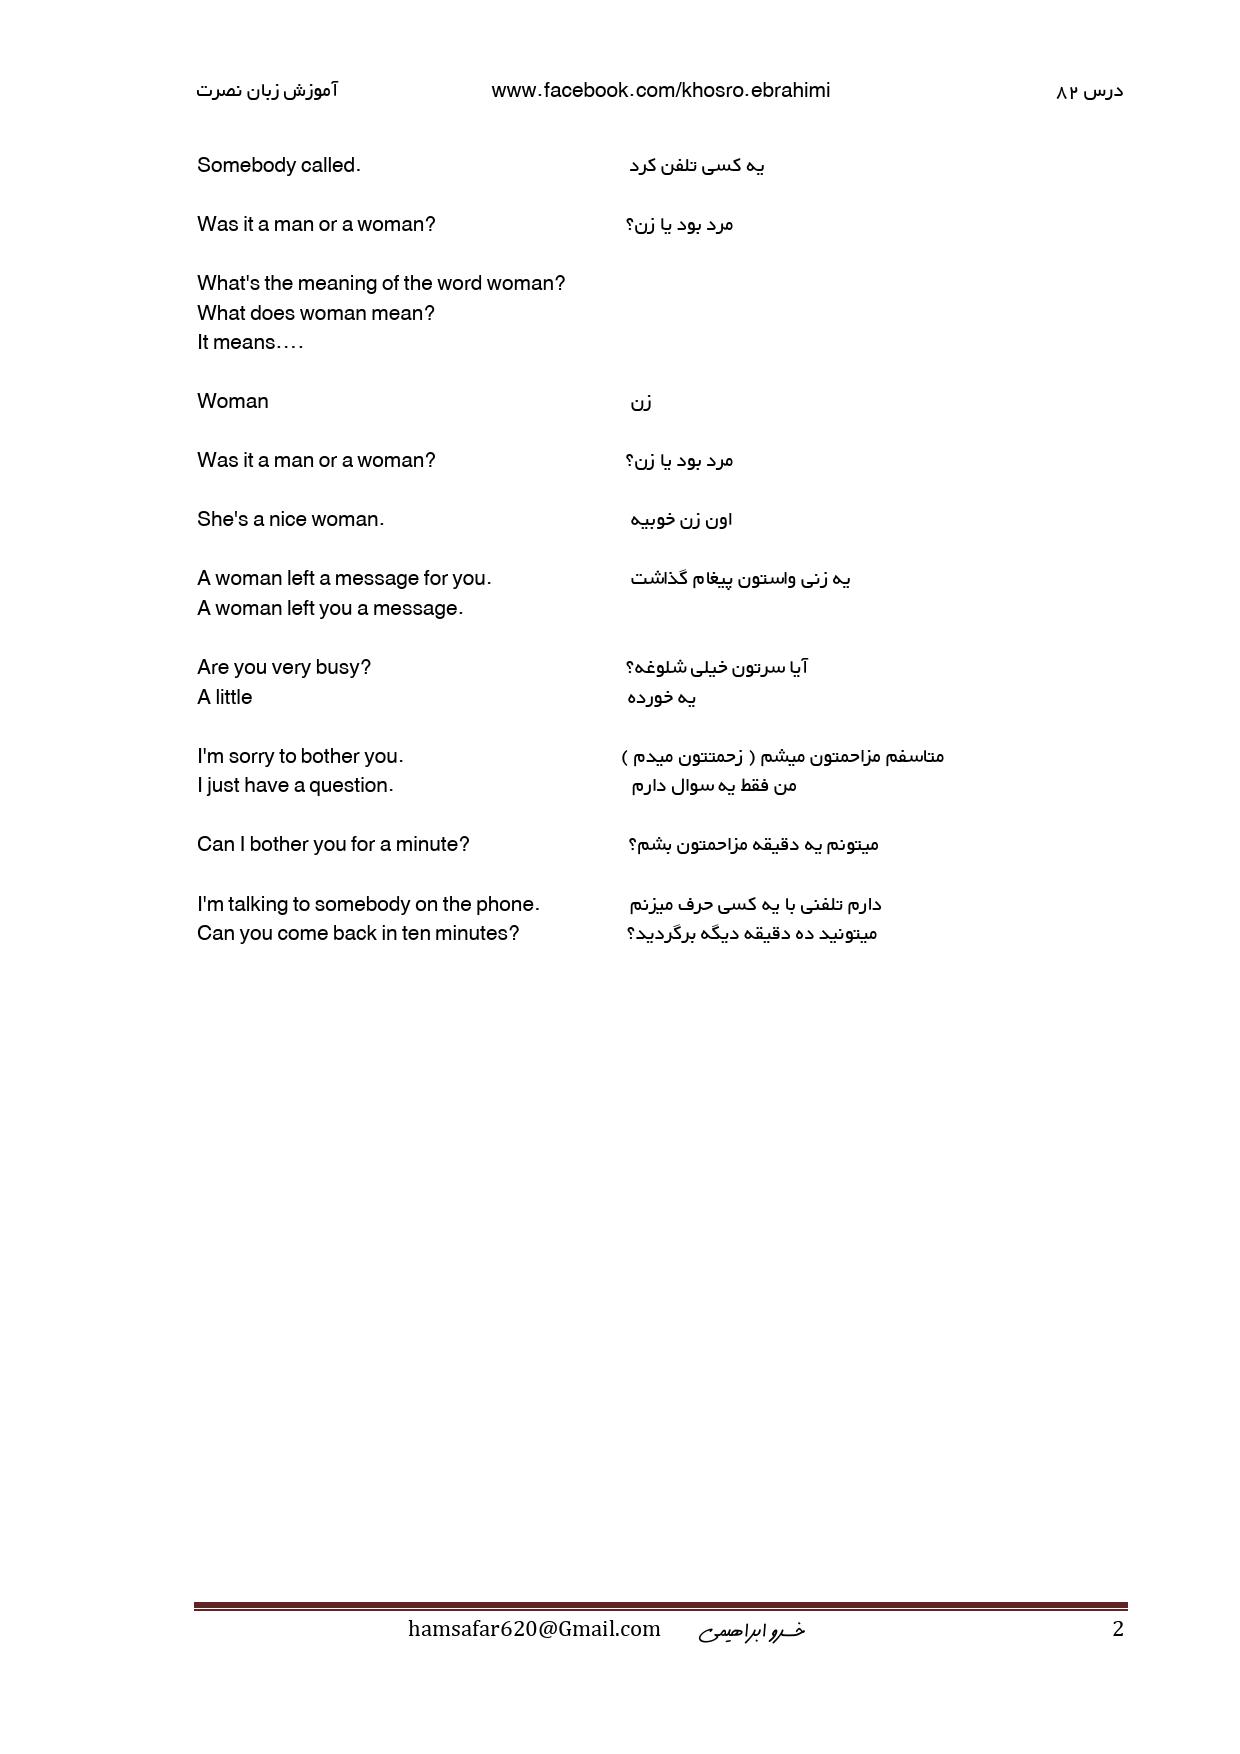 آموزش زبان نصرت www.facebook.com/khosro.ebrahimi درس ۸۲
Somebody called. یه کسی تلفن کرد
Was it a man or a woman? مرد بود یا زن؟
What's the meaning of the word woman?
What does woman mean?
It means....
Woman زن
Was it a man or a woman? مرد بود یا زن؟
She's a nice woman. اون زن خوبیه
A woman left a message for you. یه زنی واستون پیغام گذاشت
A woman left you a message.
Are you very busy? آیا سرتون خیلی شلوغه؟
A little یه خورده
I'm sorry to bother you. متاسفم مزاحمتون میشم ( زحمتتون میدم )
I just have a question. من فقط یه سوال دارم
Can I bother you for a minute? میتونم یه دقیقه مزاحمتون بشم؟
I'm talking to somebody on the phone. دارم تلفنی با یه کسی حرف میزنم
Can you come back in ten minutes? میتونید ده دقیقه دیگه برگردید؟
hamsafar620@Gmail.com خسرو ابراهیمی 2